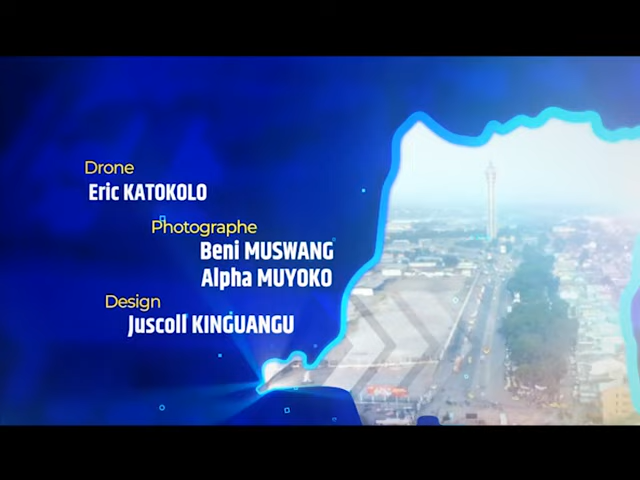 Drone
Eric KATOKOLO
Photographe
Beni MUSWANG
Alpha MUYOKO
Design
Juscoll KINGUANGU